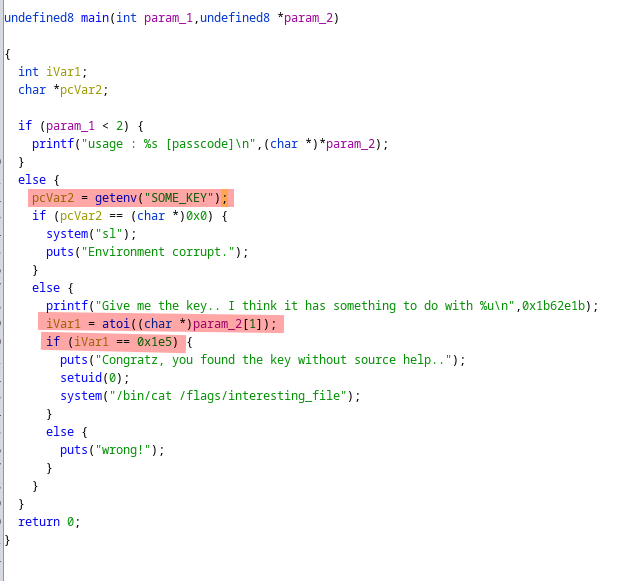 undefined8 main(int param_1,undefined8 *param_2)
{
int iVar1;
char *pcVar2;
if (param_1 < 2) {
printf("usage : %s [passcode]\n",(char *)*param_2);
}
else {
pcVar2 = getenv("SOME_KEY");
if (pcVar2 == (char *)0x0) {
system("sl");
puts("Environment corrupt.");
}
else {
printf("Give me the key.. I think it has something to do with %u\n",0x1b62e1b);
iVar1 = atoi((char *)param_2[1]);
if (iVar1 == 0x1e5) {
puts("Congratz, you found the key without source help..");
setuid(0);
system("/bin/cat /flags/interesting_file");
}
else {
puts("wrong!");
}
}
}
return 0;
}